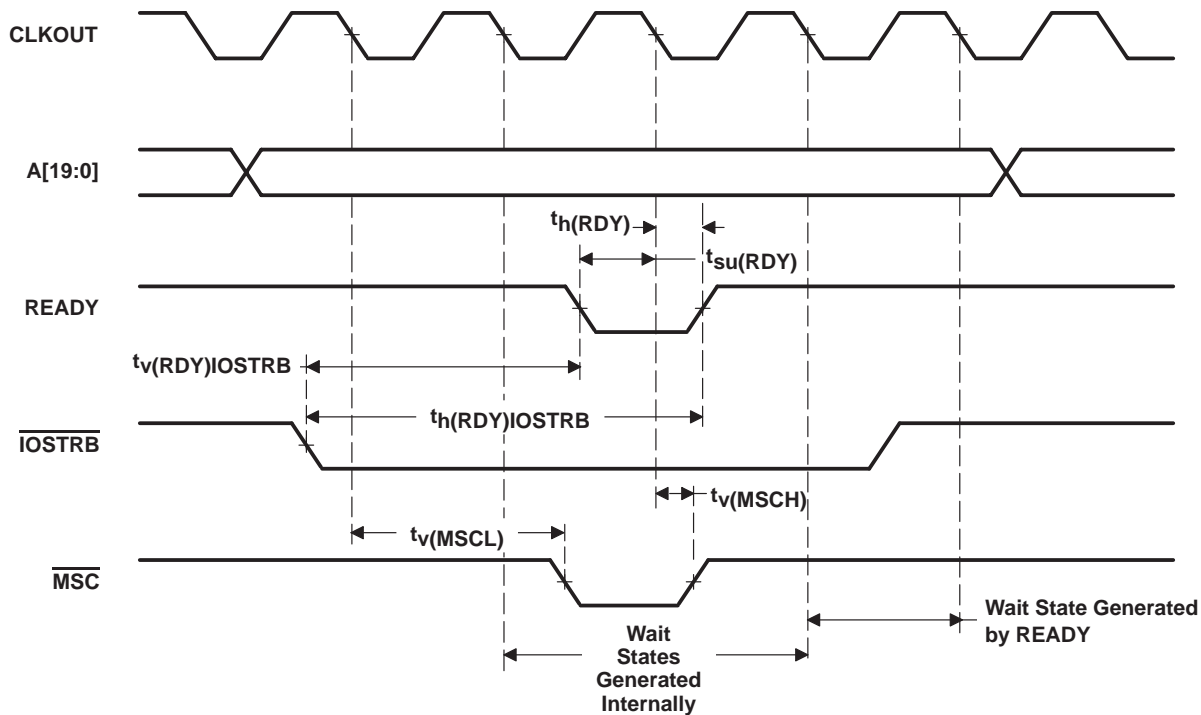 CLKOUT
A[19:0]
th(RDY)
tsu(RDY)
READY
tv(RDY)IOSTRB
th(RDY)IOSTRB
IOSTRB
tv(MSCH)
tv(MSCL)
MSC
Wait State Generated
by READY
Wait
States
Generated
Internally